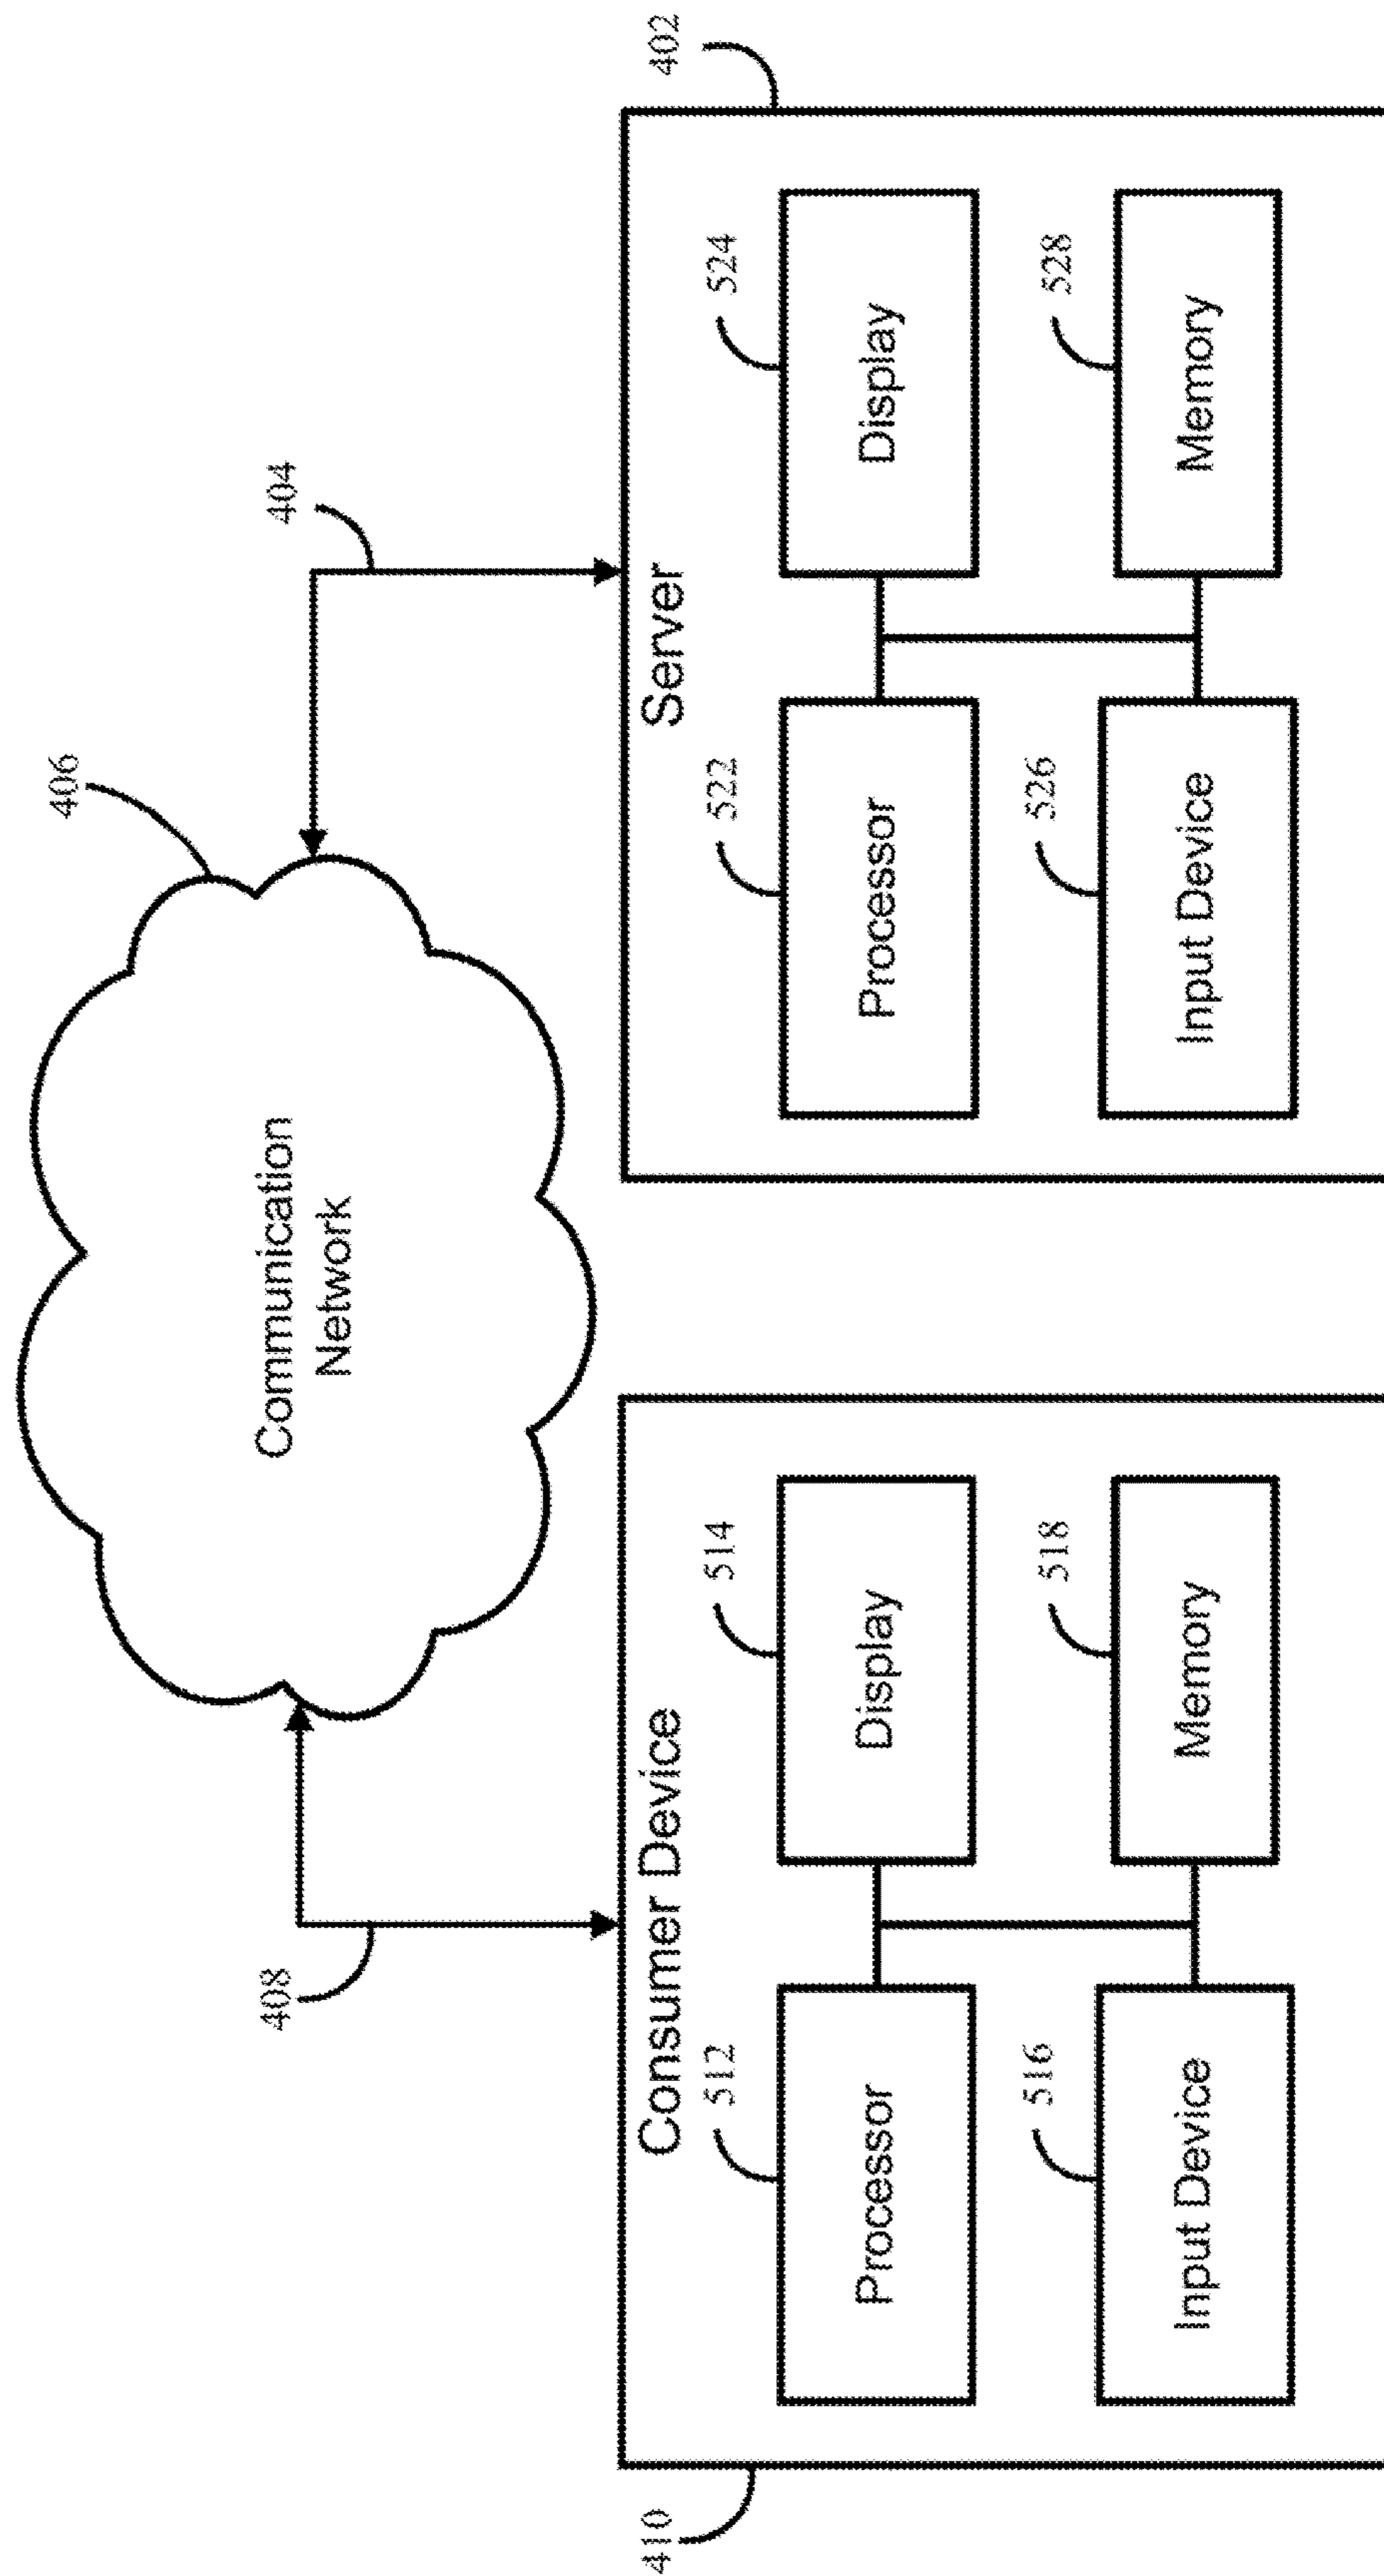 406
Communication
Network
408
404
410
Consumer Device
512
Processor
514
Display
516
Input Device
518
Memory
402
Server
522
Processor
524
Display
526
Input Device
528
Memory